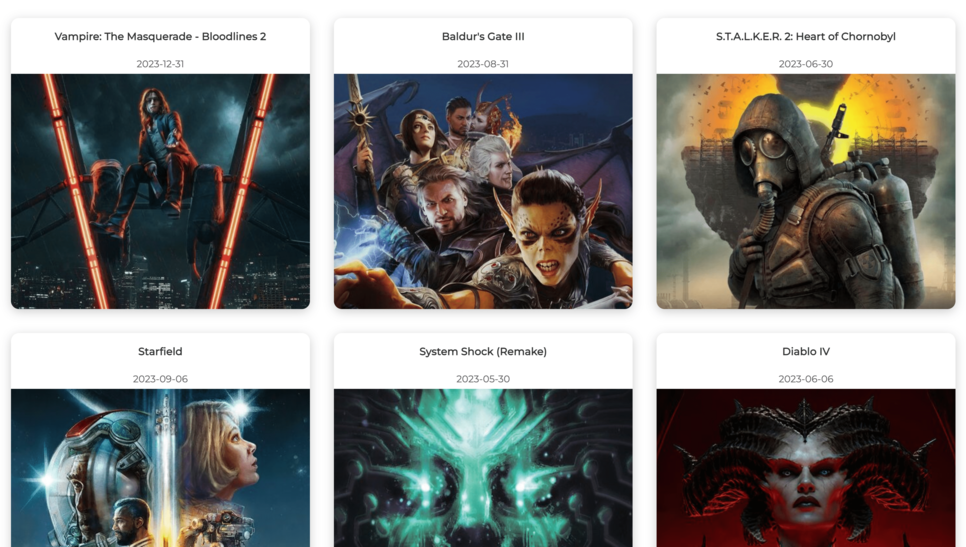 Vampire: The Masquerade - Bloodlines 2
2023-12-31
Baldur's Gate III
2023-08-31
S.T.A.L.K.E.R. 2: Heart of Chornobyl
2023-06-30
Starfield
2023-09-06
System Shock (Remake)
2023-05-30
Diablo IV
2023-06-06